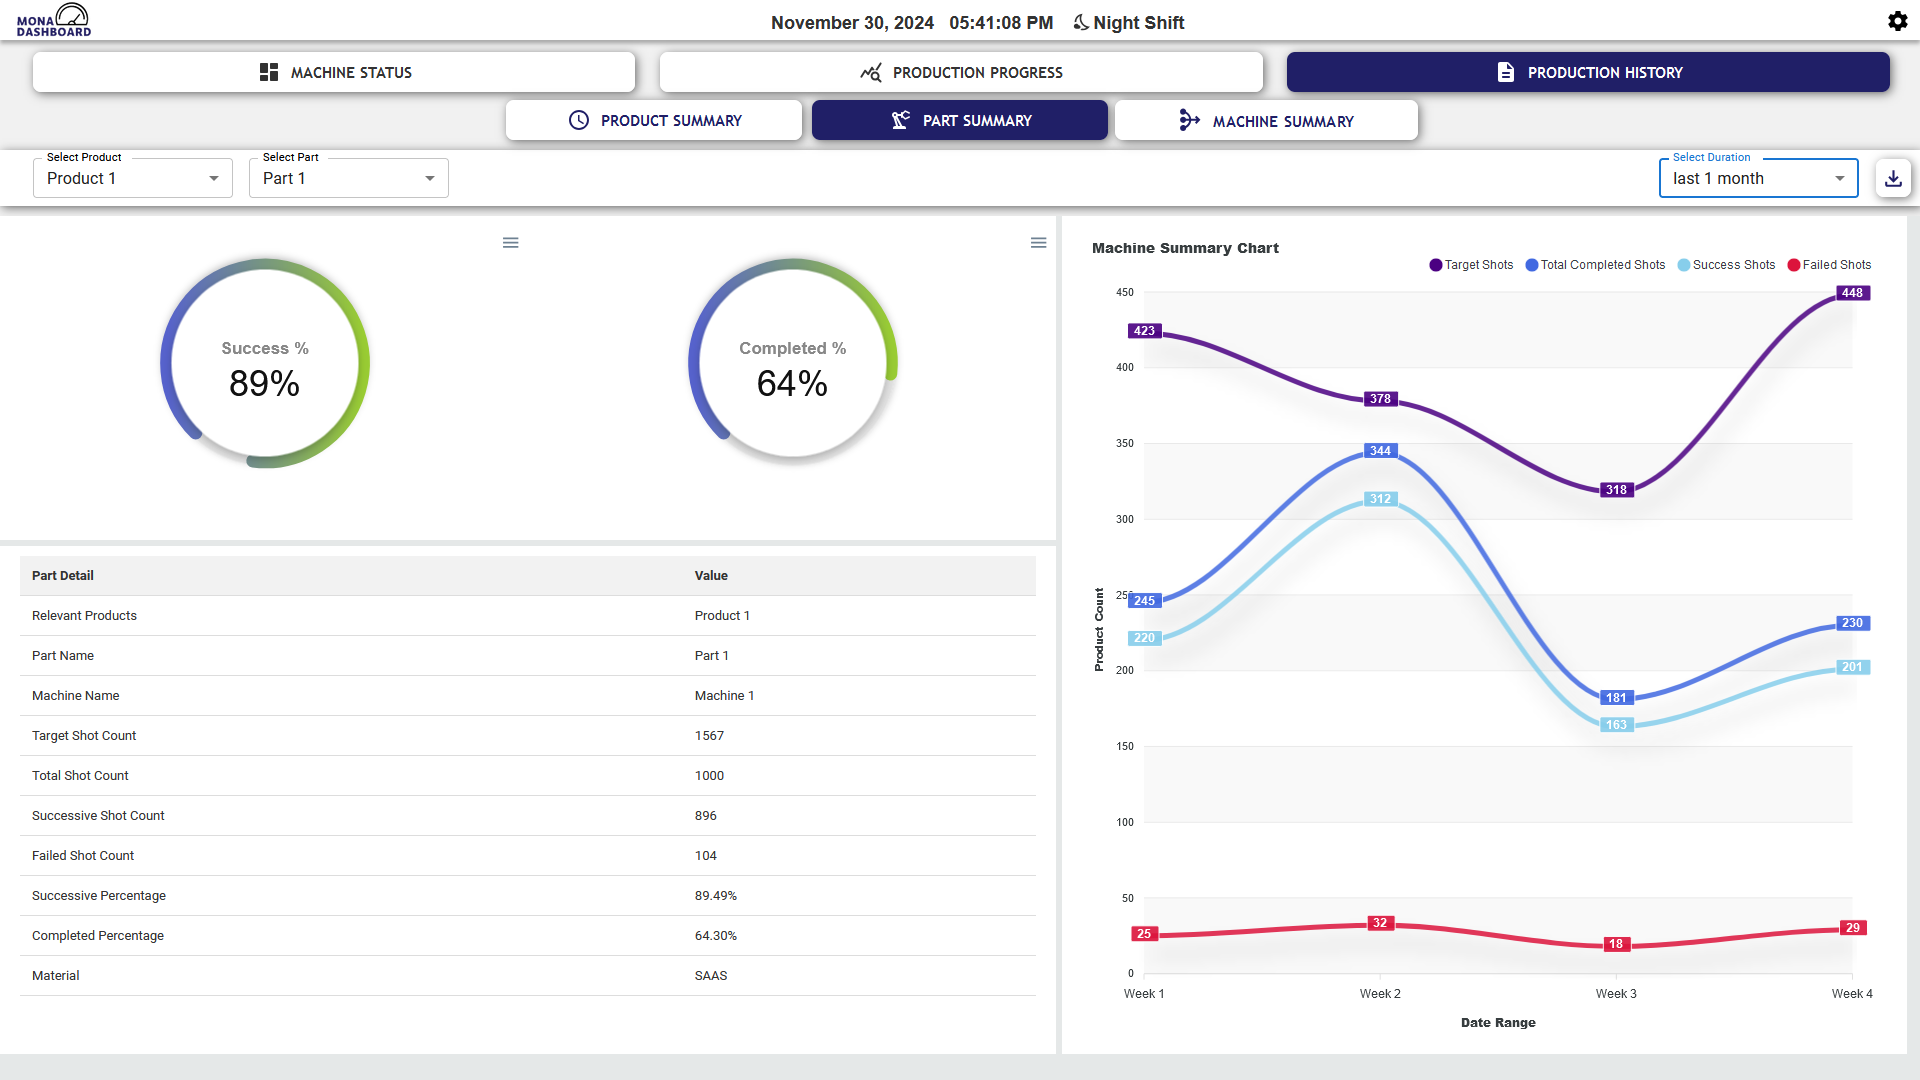 MONA
DASHBOARD
November 30, 2024 05:41:08 PM Night Shift
MACHINE STATUS
PRODUCTION PROGRESS
PRODUCTION HISTORY
PRODUCT SUMMARY
PART SUMMARY
MACHINE SUMMARY
Select Product
Product 1
Select Part
Part 1
Select Duration
last 1 month
Success %
89%
Completed %
64%
Part Detail Value
Relevant Products Product 1
Part Name Part 1
Machine Name Machine 1
Target Shot Count 1567
Total Shot Count 1000
Successive Shot Count 896
Failed Shot Count 104
Successive Percentage 89.49%
Completed Percentage 64.30%
Material SAAS
Machine Summary Chart
Target Shots Total Completed Shots Success Shots Failed Shots
450
400
350
300
250
200
150
100
50
0
Product Count
423
378
318
448
245
344
181
230
220
312
163
201
25
32
18
29
Week 1 Week 2 Week 3 Week 4
Date Range